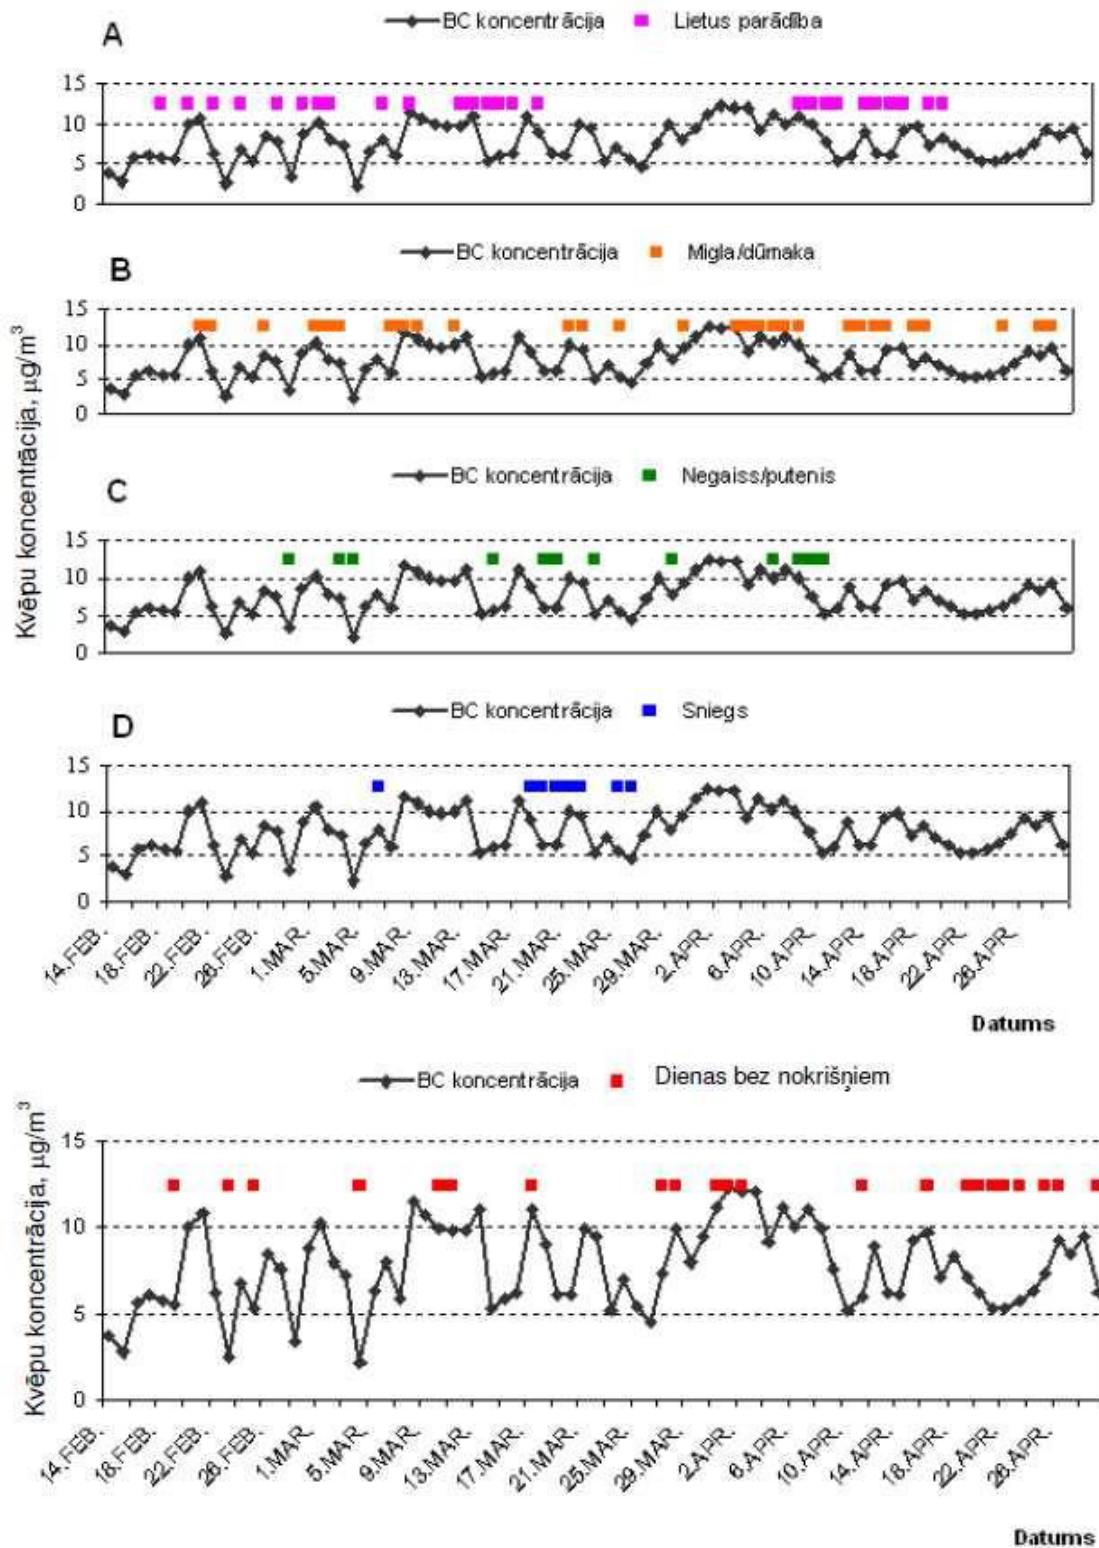 A
BC koncentrācija Lietus parādība
15
10
5
0
B
BC koncentrācija Migla/dūmaka
15
10
5
0
C
BC koncentrācija Negaiss/putenis
15
10
5
0
D
BC koncentrācija Sniegs
15
10
5
0
Kvēpu koncentrācija, µg/m³
14.FEB. 18.FEB. 22.FEB. 26.FEB. 1.MAR. 5.MAR. 9.MAR. 13.MAR. 17.MAR. 21.MAR. 25.MAR. 29.MAR. 2.APR. 6.APR. 10.APR. 14.APR. 18.APR. 22.APR. 26.APR.
Datums
BC koncentrācija Dienas bez nokrišņiem
15
10
5
0
Kvēpu koncentrācija, µg/m³
14.FEB. 18.FEB. 22.FEB. 26.FEB. 1.MAR. 5.MAR. 9.MAR. 13.MAR. 17.MAR. 21.MAR. 25.MAR. 29.MAR. 2.APR. 6.APR. 10.APR. 14.APR. 18.APR. 22.APR. 26.APR.
Datums